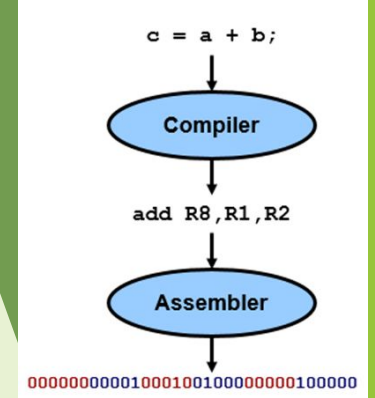 c = a + b;
Compiler
add R8,R1,R2
Assembler
00000000001000100100000000100000